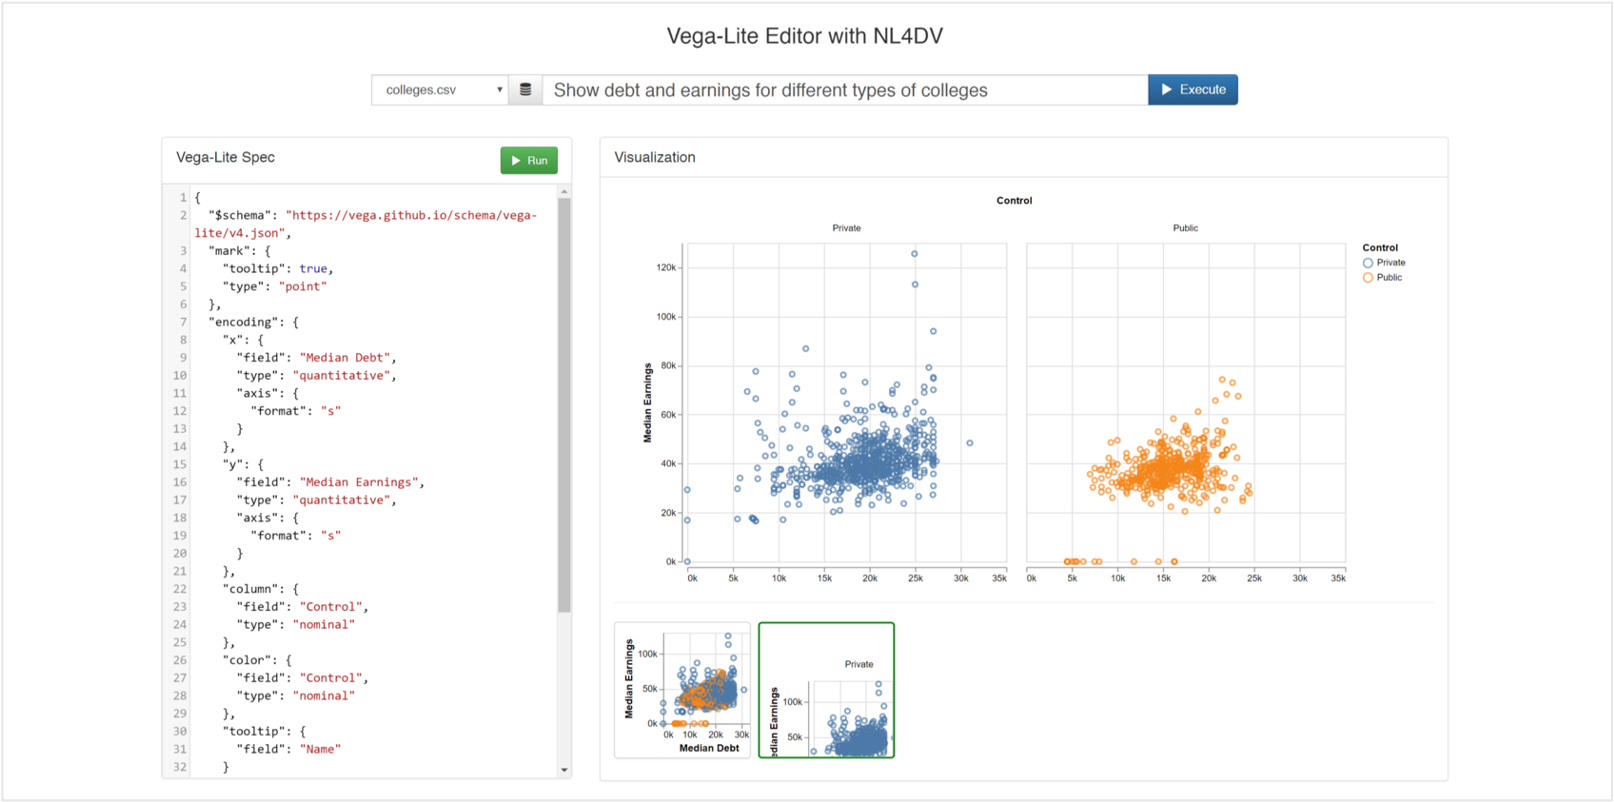 Vega-Lite Editor with NL4DV
colleges.csv
Show debt and earnings for different types of colleges
Execute
Vega-Lite Spec
Run
1 {
2 "$schema": "https://vega.github.io/schema/vega-
lite/v4.json",
3 "mark": {
4 "tooltip": true,
5 "type": "point"
6 },
7 "encoding": {
8 "x": {
9 "field": "Median Debt",
10 "type": "quantitative",
11 "axis": {
12 "format": "s"
13 }
14 },
15 "y": {
16 "field": "Median Earnings",
17 "type": "quantitative",
18 "axis": {
19 "format": "s"
20 }
21 },
22 "column": {
23 "field": "Control",
24 "type": "nominal"
25 },
26 "color": {
27 "field": "Control",
28 "type": "nominal"
29 },
30 "tooltip": {
31 "field": "Name"
32 }
Visualization
Control
Private
Public
Median Earnings
120k
100k
80k
60k
40k
20k
0k
0k 5k 10k 15k 20k 25k 30k 35k
0k 5k 10k 15k 20k 25k 30k 35k
Control
Private
Public
Median Earnings
100k
50k
0k
0k 10k 20k 30k
Median Debt
Private
edian Earnings
100k
50k